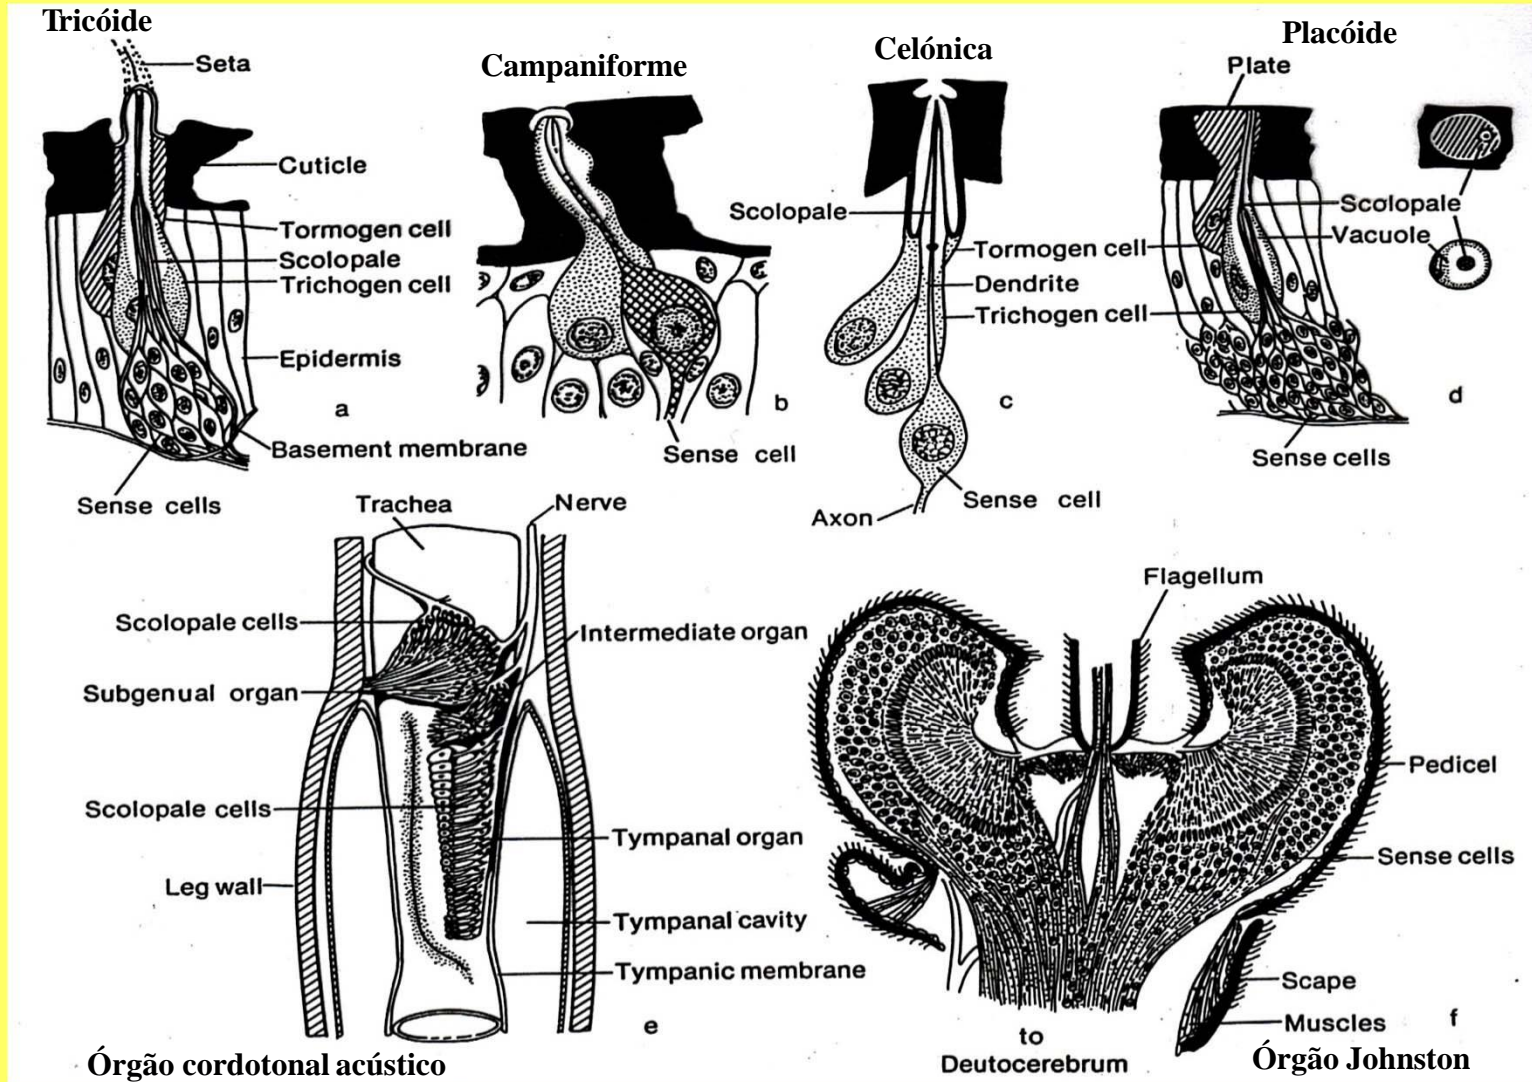 Tricóide
Seta
Cuticle
Tormogen cell
Scolopale
Trichogen cell
Epidermis
a
Basement membrane
Sense cells
Campaniforme
b
Sense cell
Celónica
Scolopale
Tormogen cell
Dendrite
Trichogen cell
c
Sense cell
Axon
Placóide
Plate
Scolopale
Vacuole
d
Sense cells
Trachea
Nerve
Scolopale cells
Intermediate organ
Subgenual organ
Scolopale cells
Tympanal organ
Leg wall
Tympanal cavity
Tympanic membrane
e
Órgão cordotonal acústico
Flagellum
Pedicel
Sense cells
Scape
Muscles
f
to
Deutocerebrum
Órgão Johnston